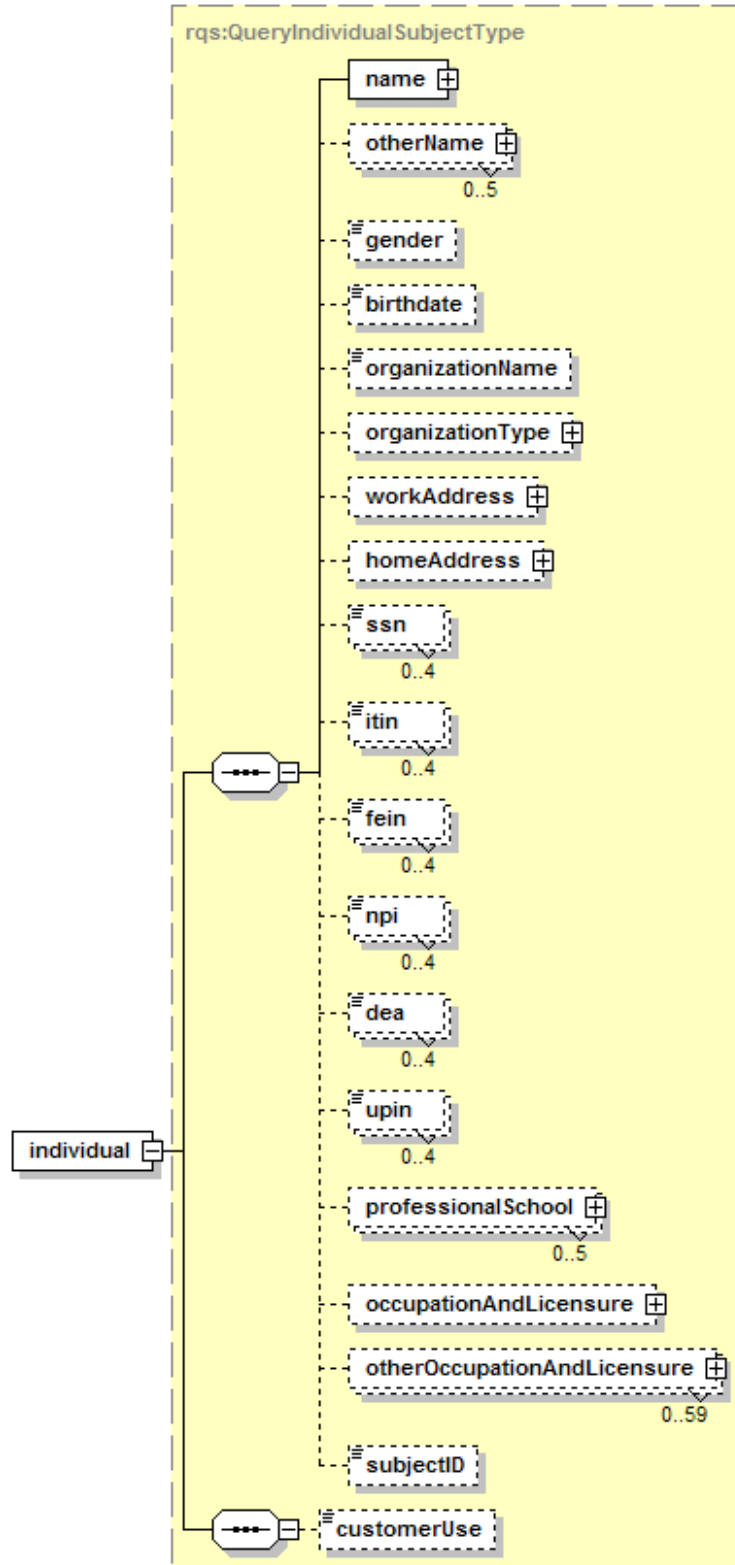 rqs:QueryIndividualSubjectType
name
otherName
0..5
gender
birthdate
organizationName
organizationType
workAddress
homeAddress
ssn
0..4
itin
0..4
fein
0..4
npi
0..4
dea
0..4
upin
0..4
individual
professionalSchool
0..5
occupationAndLicensure
otherOccupationAndLicensure
0..59
subjectID
customerUse